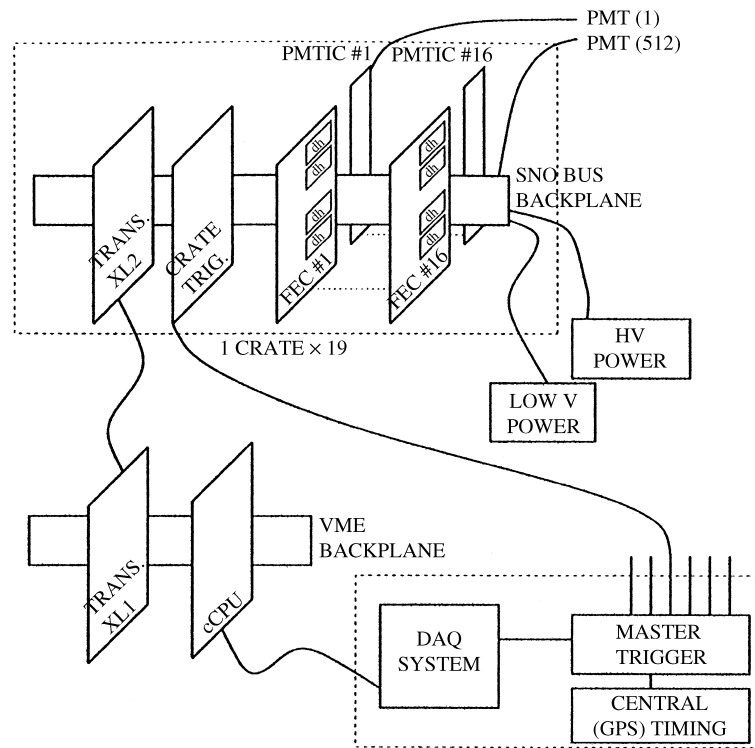 PMT (1)
PMT (512)
PMTIC #1
PMTIC #16
dh
dh
dh
dh
dh
dh
dh
dh
SNO BUS
BACKPLANE
TRANS.
XL2
CRATE
TRIG.
FEC #1
FEC #16
1 CRATE × 19
HV
POWER
LOW V
POWER
VME
BACKPLANE
TRANS.
XL1
cCPU
DAQ
SYSTEM
MASTER
TRIGGER
CENTRAL
(GPS) TIMING